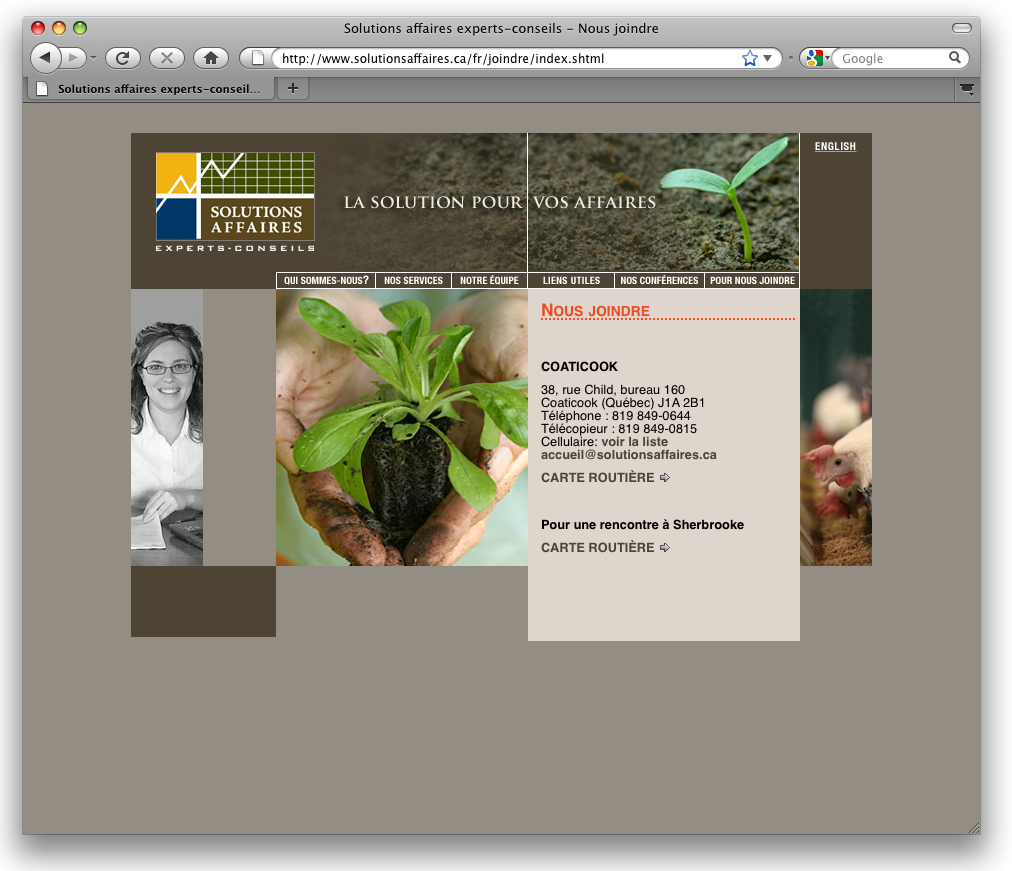 Solutions affaires experts-conseils – Nous joindre
http://www.solutionsaffaires.ca/fr/joindre/index.shtml
Google
Solutions affaires experts-conseil...
ENGLISH
SOLUTIONS
AFFAIRES
EXPERTS-CONSEILS
LA SOLUTION POUR VOS AFFAIRES
QUI SOMMES-NOUS? NOS SERVICES NOTRE ÉQUIPE LIENS UTILES NOS CONFÉRENCES POUR NOUS JOINDRE
NOUS JOINDRE
COATICOOK
38, rue Child, bureau 160
Coaticook (Québec) J1A 2B1
Téléphone : 819 849-0644
Télécopieur : 819 849-0815
Cellulaire: voir la liste
accueil@solutionsaffaires.ca
CARTE ROUTIÈRE
Pour une rencontre à Sherbrooke
CARTE ROUTIÈRE